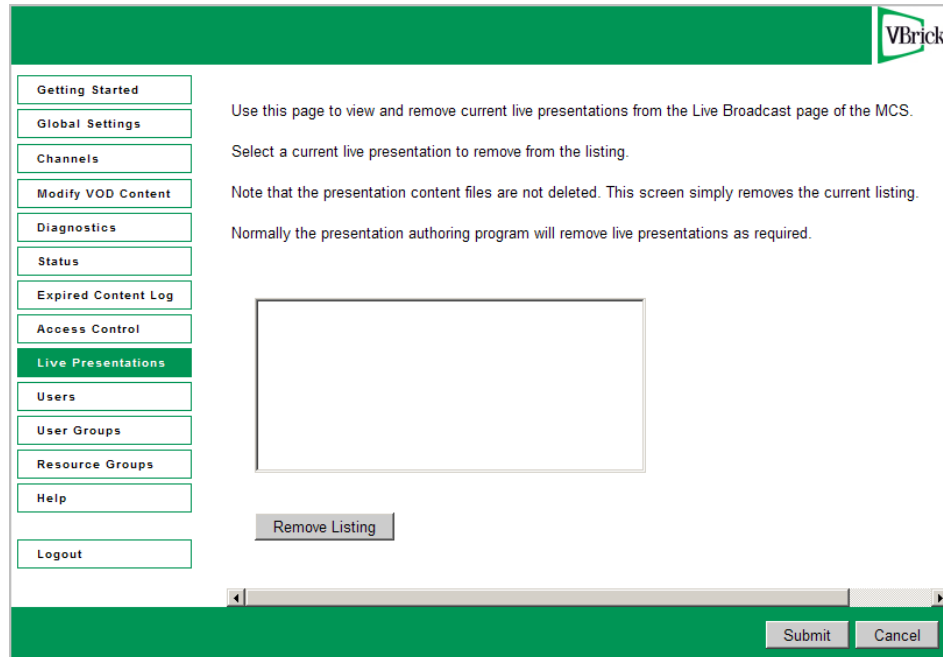 VBrick
Getting Started
Global Settings
Channels
Modify VOD Content
Diagnostics
Status
Expired Content Log
Access Control
Live Presentations
Users
User Groups
Resource Groups
Help
Logout
Use this page to view and remove current live presentations from the Live Broadcast page of the MCS.
Select a current live presentation to remove from the listing.
Note that the presentation content files are not deleted. This screen simply removes the current listing.
Normally the presentation authoring program will remove live presentations as required.
Remove Listing
Submit
Cancel